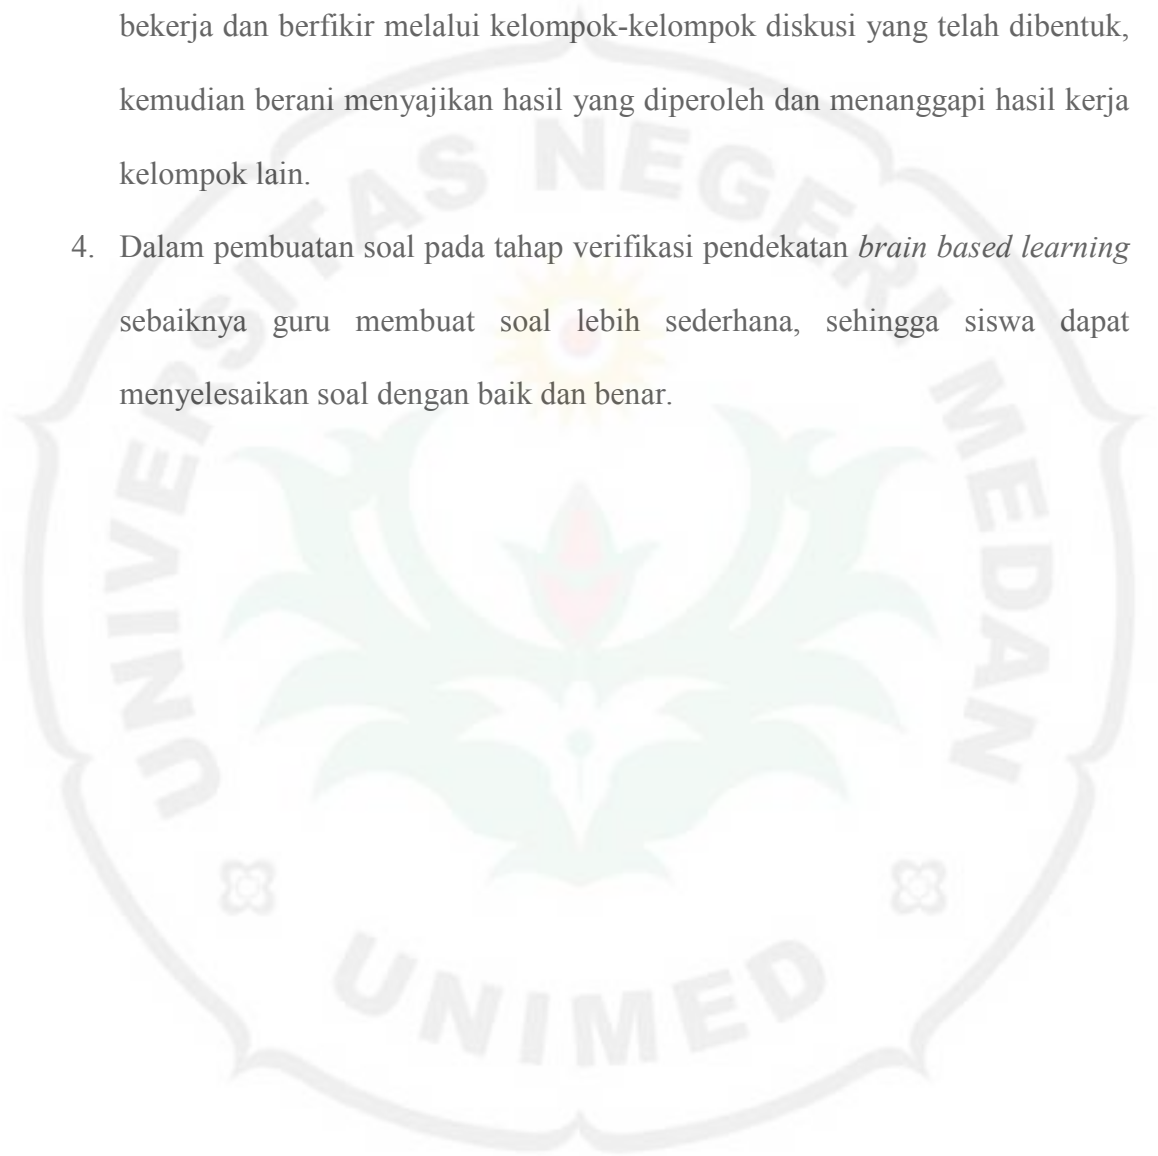 bekerja dan berfikir melalui kelompok-kelompok diskusi yang telah dibentuk,
kemudian berani menyajikan hasil yang diperoleh dan menanggapi hasil kerja
kelompok lain.
4. Dalam pembuatan soal pada tahap verifikasi pendekatan brain based learning
sebaiknya guru membuat soal lebih sederhana, sehingga siswa dapat
menyelesaikan soal dengan baik dan benar.
UNIVERSITAS NEGERI MEDAN
UNIMED